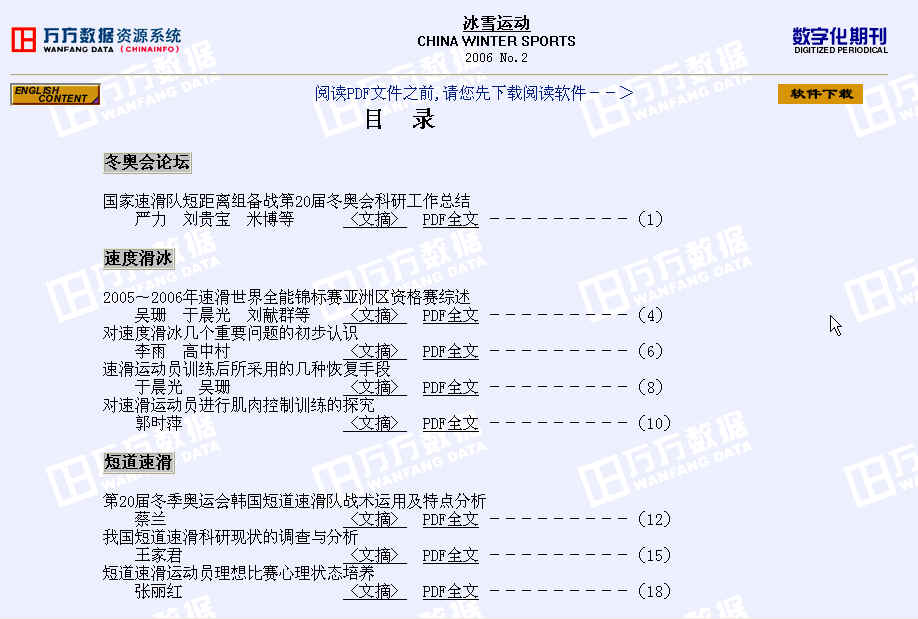 万方数据资源系统
WANFANG DATA (CHINAINFO)
冰雪运动
CHINA WINTER SPORTS
2006 No.2
数字化期刊
DIGITIZED PERIODICAL
ENGLISH CONTENT
阅读PDF文件之前,请您先下载阅读软件－－＞
软件下载
目 录
冬奥会论坛
国家速滑队短距离组备战第20届冬奥会科研工作总结
严力 刘贵宝 米博等 〈文摘〉 PDF全文 －－－－－－－－－ (1)
速度滑冰
2005～2006年速滑世界全能锦标赛亚洲区资格赛综述
吴珊 于晨光 刘献群等 〈文摘〉 PDF全文 －－－－－－－－－ (4)
对速度滑冰几个重要问题的初步认识
李雨 高中村 〈文摘〉 PDF全文 －－－－－－－－－ (6)
速滑运动员训练后所采用的几种恢复手段
于晨光 吴珊 〈文摘〉 PDF全文 －－－－－－－－－ (8)
对速滑运动员进行肌肉控制训练的探究
郭时萍 〈文摘〉 PDF全文 －－－－－－－－－ (10)
短道速滑
第20届冬季奥运会韩国短道速滑队战术运用及特点分析
蔡兰 〈文摘〉 PDF全文 －－－－－－－－－ (12)
我国短道速滑科研现状的调查与分析
王家君 〈文摘〉 PDF全文 －－－－－－－－－ (15)
短道速滑运动员理想比赛心理状态培养
张丽红 〈文摘〉 PDF全文 －－－－－－－－－ (18)